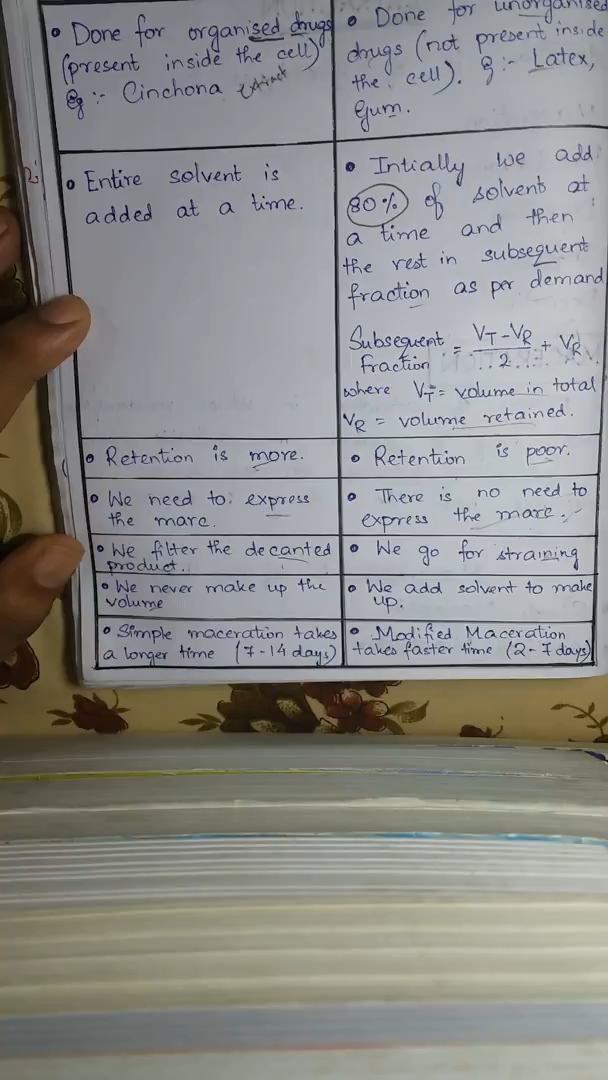 • Done for organised drugs
(present inside the cell)
Eg :- Cinchona extract
• Done for unorganised
drugs (not present inside
the cell). Eg :- Latex,
Gum.
• Entire solvent is
added at a time.
• Intially we add
80% of solvent at
a time and then
the rest in subsequent
fraction as per demand
Subsequent fraction = VT - VR / 2 + VR
where VT = volume in total
VR = volume retained.
• Retention is more.
• Retention is poor.
• We need to express
the marc.
• There is no need to
express the marc.
• We filter the decanted
product.
• We go for straining
• We never make up the
volume
• We add solvent to make
up.
• Simple maceration takes
a longer time (7-14 days)
• Modified Maceration
takes faster time (2-7 days)